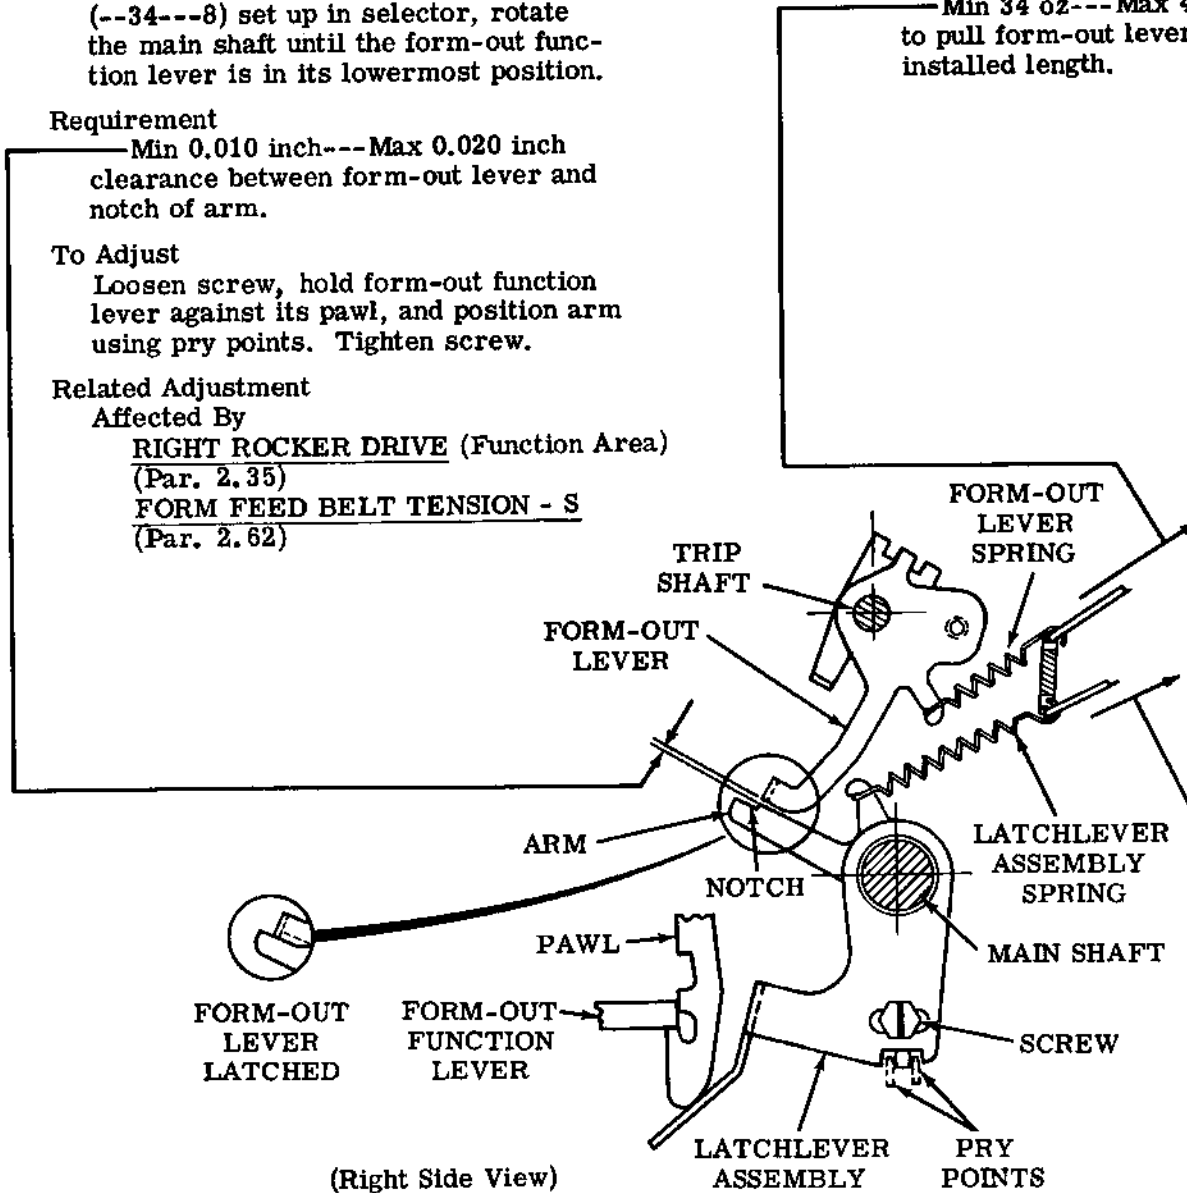 (--34---8) set up in selector, rotate
the main shaft until the form-out func-
tion lever is in its lowermost position.
Requirement
Min 0.010 inch---Max 0.020 inch
clearance between form-out lever and
notch of arm.
To Adjust
Loosen screw, hold form-out function
lever against its pawl, and position arm
using pry points. Tighten screw.
Related Adjustment
Affected By
RIGHT ROCKER DRIVE (Function Area)
(Par. 2.35)
FORM FEED BELT TENSION - S
(Par. 2.62)
Min 34 oz---Max
to pull form-out lever
installed length.
FORM-OUT
LEVER
SPRING
TRIP
SHAFT
FORM-OUT
LEVER
ARM
NOTCH
LATCHLEVER
ASSEMBLY
SPRING
PAWL
MAIN SHAFT
FORM-OUT
LEVER
LATCHED
FORM-OUT
FUNCTION
LEVER
SCREW
LATCHLEVER
ASSEMBLY
PRY
POINTS
(Right Side View)